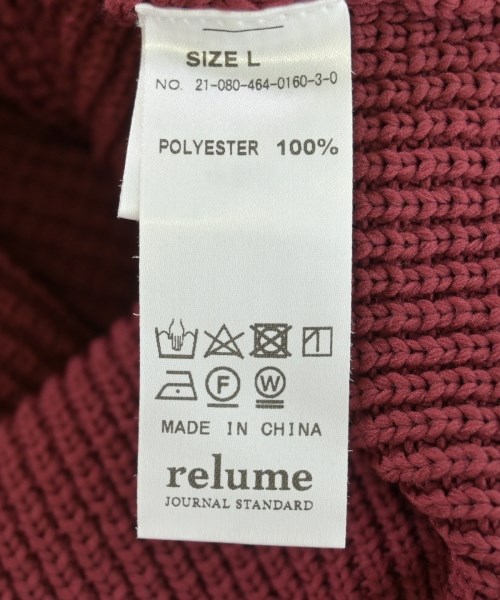 SIZE L
NO. 21-080-464-0160-3-0
POLYESTER 100%
F W
MADE IN CHINA
relume
JOURNAL STANDARD